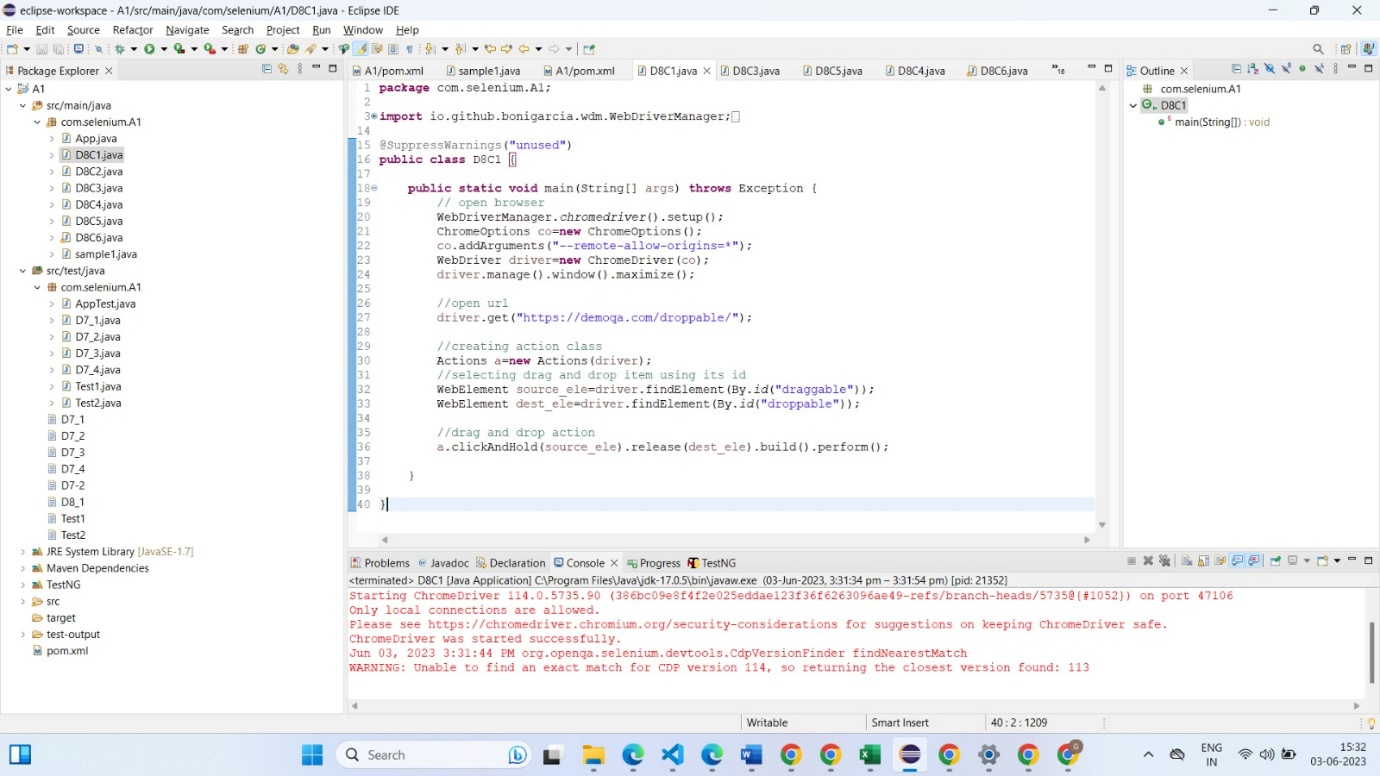 eclipse-workspace - A1/src/main/java/com/selenium/A1/D8C1.java - Eclipse IDE
File Edit Source Refactor Navigate Search Project Run Window Help
Package Explorer
A1
src/main/java
com.selenium.A1
App.java
D8C1.java
D8C2.java
D8C3.java
D8C4.java
D8C5.java
D8C6.java
sample1.java
src/test/java
com.selenium.A1
AppTest.java
D7_1.java
D7_2.java
D7_3.java
D7_4.java
Test1.java
Test2.java
D7_1
D7_2
D7_3
D7_4
D7-2
D8_1
Test1
Test2
JRE System Library [JavaSE-1.7]
Maven Dependencies
TestNG
src
target
test-output
pom.xml
A1/pom.xml sample1.java A1/pom.xml D8C1.java D8C3.java D8C5.java D8C4.java D8C6.java »16
1 package com.selenium.A1;
2
3 import io.github.bonigarcia.wdm.WebDriverManager;
14
15 @SuppressWarnings("unused")
16 public class D8C1 {
17
18 public static void main(String[] args) throws Exception {
19 // open browser
20 WebDriverManager.chromedriver().setup();
21 ChromeOptions co=new ChromeOptions();
22 co.addArguments("--remote-allow-origins=*");
23 WebDriver driver=new ChromeDriver(co);
24 driver.manage().window().maximize();
25
26 //open url
27 driver.get("https://demoqa.com/droppable/");
28
29 //creating action class
30 Actions a=new Actions(driver);
31 //selecting drag and drop item using its id
32 WebElement source_ele=driver.findElement(By.id("draggable"));
33 WebElement dest_ele=driver.findElement(By.id("droppable"));
34
35 //drag and drop action
36 a.clickAndHold(source_ele).release(dest_ele).build().perform();
37
38 }
39
40 }
Outline
com.selenium.A1
D8C1
main(String[]) : void
Problems Javadoc Declaration Console Progress TestNG
<terminated> D8C1 [Java Application] C:\Program Files\Java\jdk-17.0.5\bin\javaw.exe (03-Jun-2023, 3:31:34 pm – 3:31:54 pm) [pid: 21352]
Starting ChromeDriver 114.0.5735.90 (386bc09e8f4f2e025eddae123f36f6263096ae49-refs/branch-heads/5735@{#1052}) on port 47106
Only local connections are allowed.
Please see https://chromedriver.chromium.org/security-considerations for suggestions on keeping ChromeDriver safe.
ChromeDriver was started successfully.
Jun 03, 2023 3:31:44 PM org.openqa.selenium.devtools.CdpVersionFinder findNearestMatch
WARNING: Unable to find an exact match for CDP version 114, so returning the closest version found: 113
Writable Smart Insert 40 : 2 : 1209
Search
ENG
IN
15:32
03-06-2023